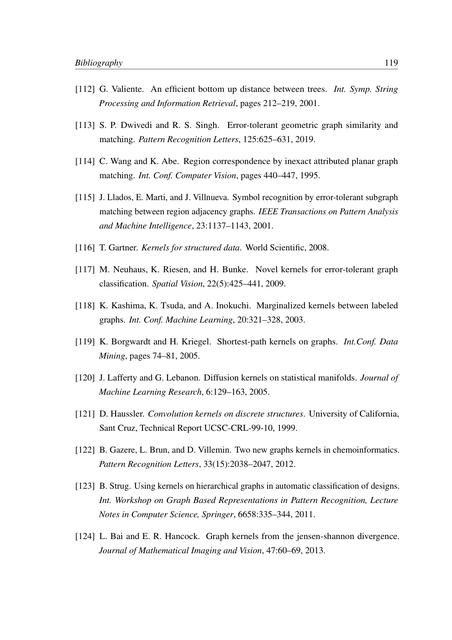 Bibliography 119
[112] G. Valiente. An efficient bottom up distance between trees. Int. Symp. String
Processing and Information Retrieval, pages 212–219, 2001.
[113] S. P. Dwivedi and R. S. Singh. Error-tolerant geometric graph similarity and
matching. Pattern Recognition Letters, 125:625–631, 2019.
[114] C. Wang and K. Abe. Region correspondence by inexact attributed planar graph
matching. Int. Conf. Computer Vision, pages 440–447, 1995.
[115] J. Llados, E. Marti, and J. Villnueva. Symbol recognition by error-tolerant subgraph
matching between region adjacency graphs. IEEE Transactions on Pattern Analysis
and Machine Intelligence, 23:1137–1143, 2001.
[116] T. Gartner. Kernels for structured data. World Scientific, 2008.
[117] M. Neuhaus, K. Riesen, and H. Bunke. Novel kernels for error-tolerant graph
classification. Spatial Vision, 22(5):425–441, 2009.
[118] K. Kashima, K. Tsuda, and A. Inokuchi. Marginalized kernels between labeled
graphs. Int. Conf. Machine Learning, 20:321–328, 2003.
[119] K. Borgwardt and H. Kriegel. Shortest-path kernels on graphs. Int.Conf. Data
Mining, pages 74–81, 2005.
[120] J. Lafferty and G. Lebanon. Diffusion kernels on statistical manifolds. Journal of
Machine Learning Research, 6:129–163, 2005.
[121] D. Haussler. Convolution kernels on discrete structures. University of California,
Sant Cruz, Technical Report UCSC-CRL-99-10, 1999.
[122] B. Gazere, L. Brun, and D. Villemin. Two new graphs kernels in chemoinformatics.
Pattern Recognition Letters, 33(15):2038–2047, 2012.
[123] B. Strug. Using kernels on hierarchical graphs in automatic classification of designs.
Int. Workshop on Graph Based Representations in Pattern Recognition, Lecture
Notes in Computer Science, Springer, 6658:335–344, 2011.
[124] L. Bai and E. R. Hancock. Graph kernels from the jensen-shannon divergence.
Journal of Mathematical Imaging and Vision, 47:60–69, 2013.